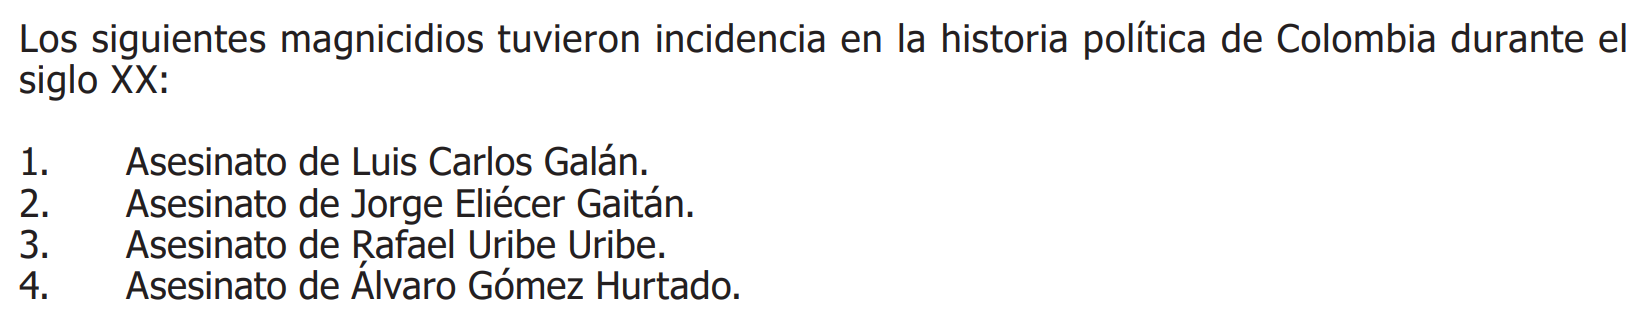 Los siguientes magnicidios tuvieron incidencia en la historia política de Colombia durante el
siglo XX:
1. Asesinato de Luis Carlos Galán.
2. Asesinato de Jorge Eliécer Gaitán.
3. Asesinato de Rafael Uribe Uribe.
4. Asesinato de Álvaro Gómez Hurtado.